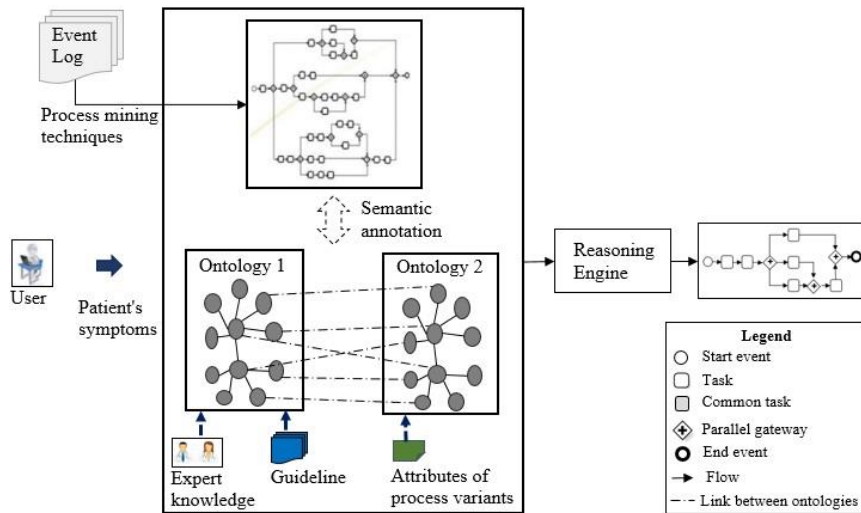 Event
Log
Process mining
techniques
Semantic
annotation
User
Patient's
symptoms
Ontology 1
Ontology 2
Expert
knowledge
Guideline
Attributes of
process variants
Reasoning
Engine
Legend
Start event
Task
Common task
Parallel gateway
End event
Flow
Link between ontologies